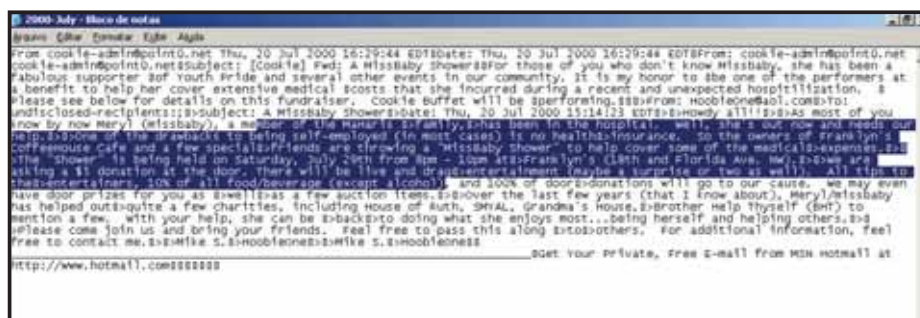 2000-July - Bloco de notas
Arquivo Editar Formatar Exibir Ajuda
From cookie-admin@point0.net Thu, 20 Jul 2000 16:29:44 EDT▯Date: Thu, 20 Jul 2000 16:29:44 EDT▯From: cookie-admin@point0.net
cookie-admin@point0.net▯Subject: [Cookie] Fwd: A MissBaby Shower▯▯For those of you who don't know MissBaby, she has been a
fabulous supporter ▯of Youth Pride and several other events in our community. It is my honor to ▯be one of the performers at
a benefit to help her cover extensive medical ▯costs that she incurred during a recent and unexpected hospitilization. ▯
Please see below for details on this fundraiser. Cookie Buffet will be ▯performing.▯▯▯>From: Hoobieone@aol.com▯>To:
undisclosed-recipients:;▯>Subject: A MissBaby Shower▯>Date: Thu, 20 Jul 2000 15:14:23 EDT▯>▯>Howdy all!▯>▯>As most of you
know by now Meryl (missbaby), a member of the ▯>family,▯>has been in the hospital. Well, she's out now and needs our
help.▯>▯>One of the drawbacks of being self-employed (in most cases) is no health▯>insurance. So the owner of Franklyn's
Coffeehouse Cafe and a few special▯>friends are throwing a "MissBaby Shower" to help cover some of the medical▯>expenses.▯>
>The "Shower" is being held on Saturday, July 29th from 8pm - 10pm at▯>Franklyn's (18th and Florida Ave. NW).▯>▯>We are
asking a $5 donation at the door. There will be live and drag▯>entertainment (maybe a surprise or two as well). All tips to
the▯>entertainers, 10% of all food/beverage (except alcohol), and 100% of door▯>donations will go to our cause. We may even
have door prizes for you as ▯>well▯>as a few auction items.▯>▯>Over the last few years (that I know about), Meryl/missbaby
has helped out▯>quite a few charities, including House of Ruth, SMYAL, Grandma's House,▯>Brother Help Thyself (BHT) to
mention a few. With your help, she can be ▯>back▯>to doing what she enjoys most...being herself and helping others.▯>▯
>Please come join us and bring your friends. Feel free to pass this along ▯>to▯>others. For additional information, feel
free to contact me.▯>▯>Mike S.▯>Hoobieone▯>▯>Mike S.▯>Hoobieone▯▯
▯Get Your Private, Free E-mail from MSN Hotmail at
http://www.hotmail.com▯▯▯▯▯▯▯